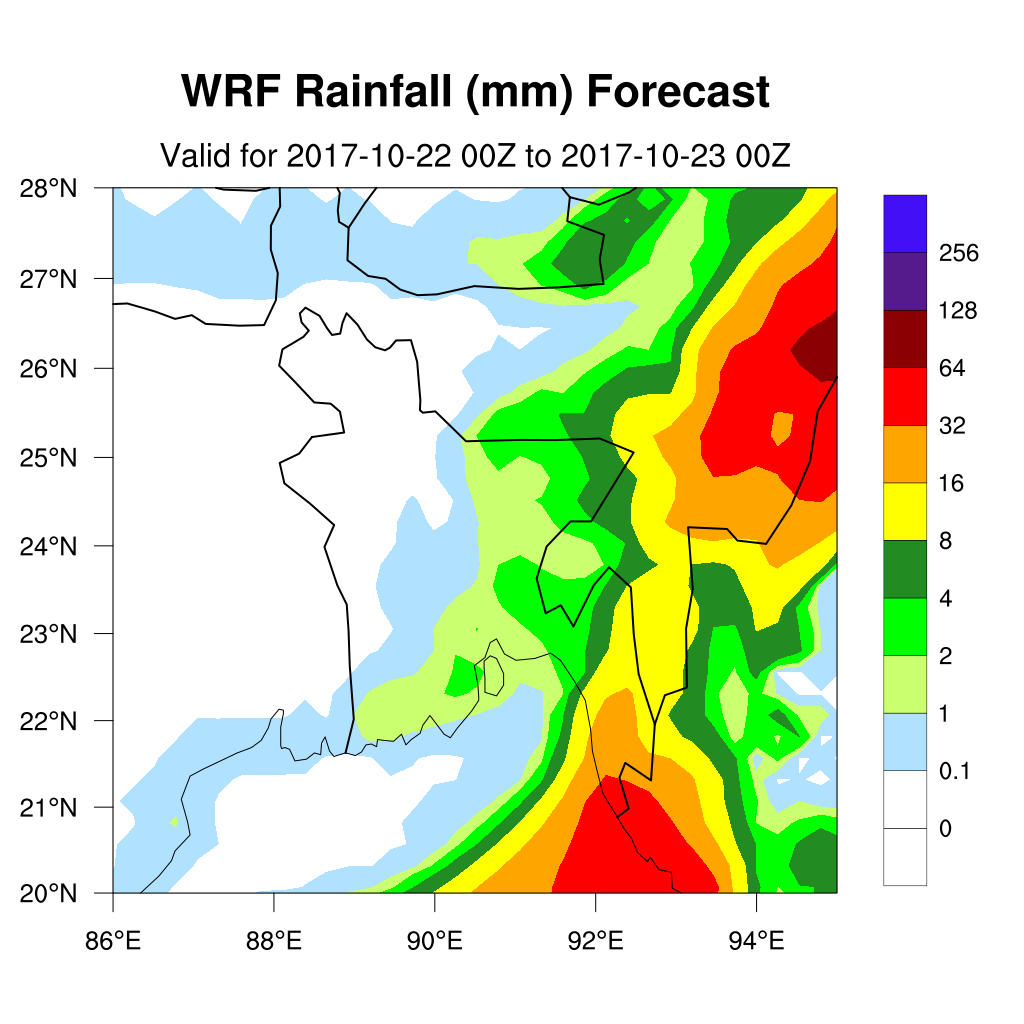 WRF Rainfall (mm) Forecast
Valid for 2017-10-22 00Z to 2017-10-23 00Z
28°N
27°N
26°N
25°N
24°N
23°N
22°N
21°N
20°N
86°E 88°E 90°E 92°E 94°E
256
128
64
32
16
8
4
2
1
0.1
0